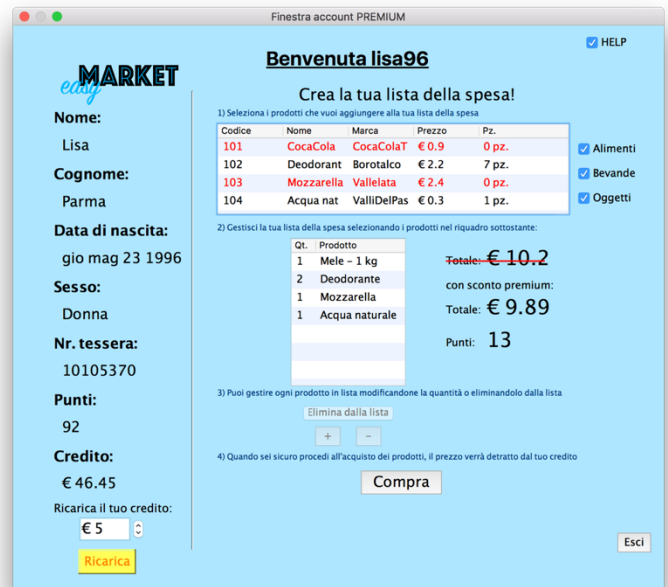 Finestra account PREMIUM
HELP
Benvenuta lisa96
easy MARKET
Nome:
Lisa
Cognome:
Parma
Data di nascita:
gio mag 23 1996
Sesso:
Donna
Nr. tessera:
10105370
Punti:
92
Credito:
€ 46.45
Ricarica il tuo credito:
€ 5
Ricarica
Crea la tua lista della spesa!
1) Seleziona i prodotti che vuoi aggiungere alla tua lista della spesa
Codice Nome Marca Prezzo Pz.
101 CocaCola CocaColaT € 0.9 0 pz.
102 Deodorant Borotalco € 2.2 7 pz.
103 Mozzarella Vallelata € 2.4 0 pz.
104 Acqua nat ValliDelPas € 0.3 1 pz.
Alimenti
Bevande
Oggetti
2) Gestisci la tua lista della spesa selezionando i prodotti nel riquadro sottostante:
Qt. Prodotto
1 Mele - 1 kg
2 Deodorante
1 Mozzarella
1 Acqua naturale
Totale: € 10.2
con sconto premium:
Totale: € 9.89
Punti: 13
3) Puoi gestire ogni prodotto in lista modificandone la quantità o eliminandolo dalla lista
Elimina dalla lista
+ -
4) Quando sei sicuro procedi all'acquisto dei prodotti, il prezzo verrà detratto dal tuo credito
Compra
Esci